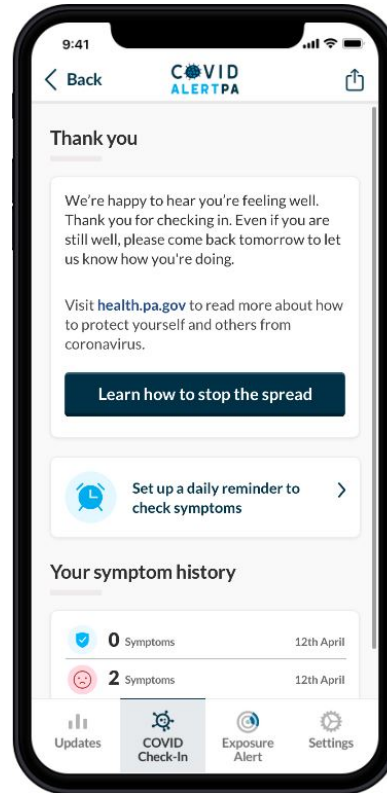 9:41
Back
COVID
ALERTPA
Thank you
We're happy to hear you're feeling well.
Thank you for checking in. Even if you are
still well, please come back tomorrow to let
us know how you're doing.
Visit health.pa.gov to read more about how
to protect yourself and others from
coronavirus.
Learn how to stop the spread
Set up a daily reminder to
check symptoms
Your symptom history
0 Symptoms 12th April
2 Symptoms 12th April
Updates
COVID
Check-In
Exposure
Alert
Settings